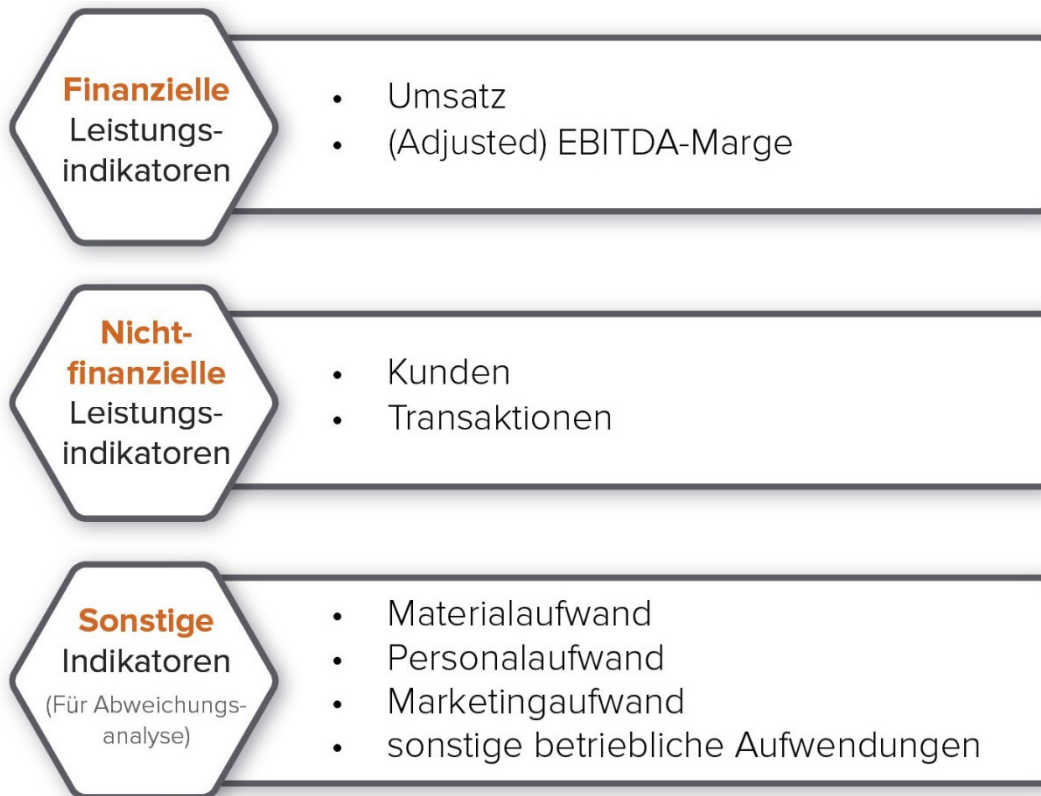 Finanzielle
Leistungs-
indikatoren
• Umsatz
• (Adjusted) EBITDA-Marge
Nicht-
finanzielle
Leistungs-
indikatoren
• Kunden
• Transaktionen
Sonstige
Indikatoren
(Für Abweichungs-
analyse)
• Materialaufwand
• Personalaufwand
• Marketingaufwand
• sonstige betriebliche Aufwendungen